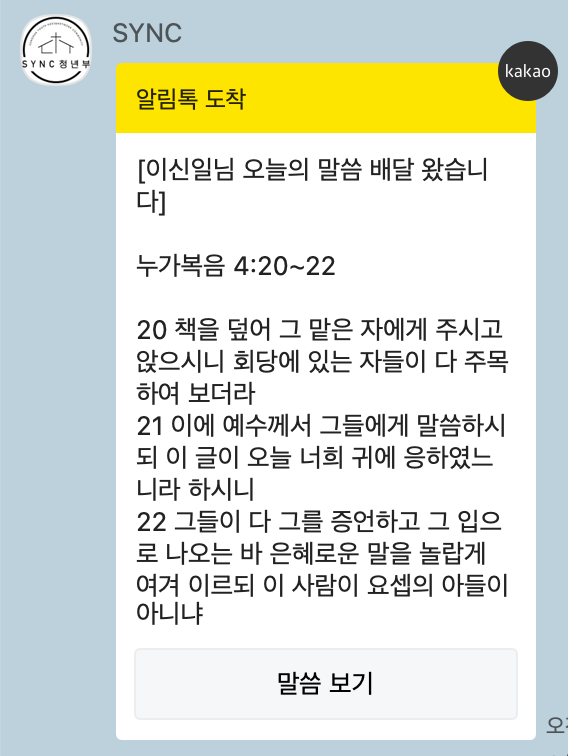 SYNC
SYNC 청년부
kakao
알림톡 도착
[이신일님 오늘의 말씀 배달 왔습니
다]
누가복음 4:20~22
20 책을 덮어 그 맡은 자에게 주시고
앉으시니 회당에 있는 자들이 다 주목
하여 보더라
21 이에 예수께서 그들에게 말씀하시
되 이 글이 오늘 너희 귀에 응하였느
니라 하시니
22 그들이 다 그를 증언하고 그 입으
로 나오는 바 은혜로운 말을 놀랍게
여겨 이르되 이 사람이 요셉의 아들이
아니냐
말씀 보기